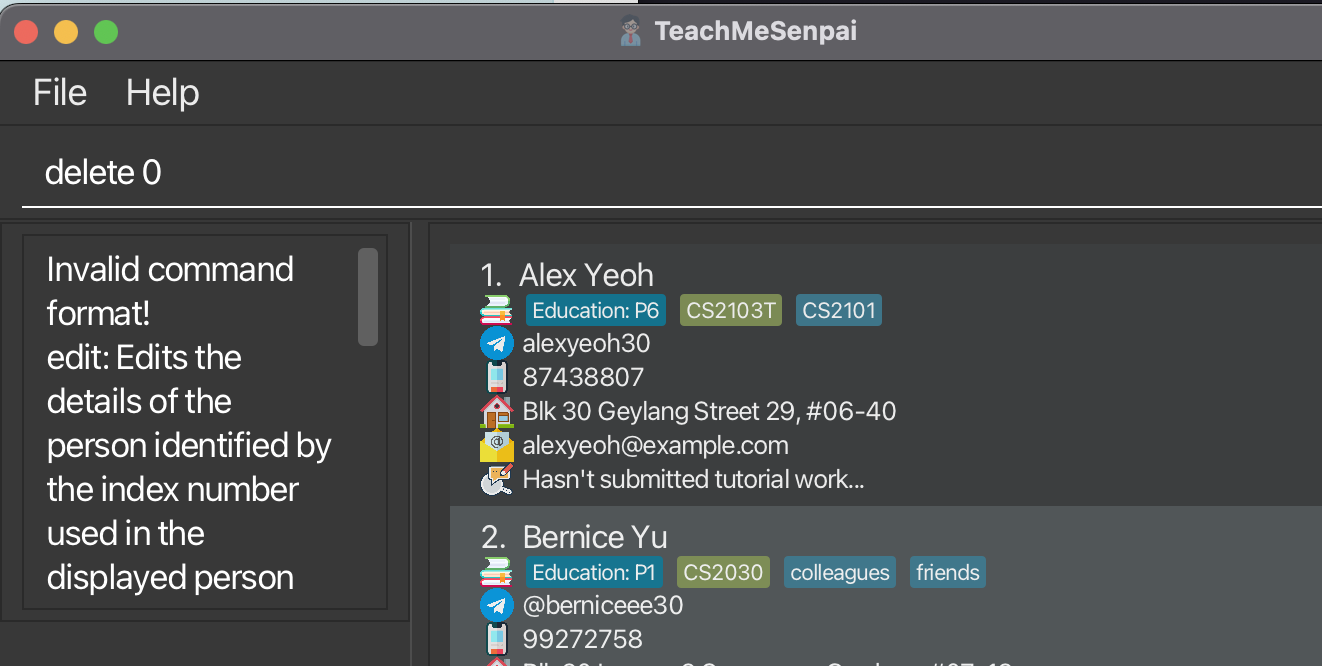 TeachMeSenpai
File Help
delete 0
Invalid command
format!
edit: Edits the
details of the
person identified by
the index number
used in the
displayed person
1. Alex Yeoh
Education: P6 CS2103T CS2101
alexyeoh30
87438807
Blk 30 Geylang Street 29, #06-40
alexyeoh@example.com
Hasn't submitted tutorial work...
2. Bernice Yu
Education: P1 CS2030 colleagues friends
@berniceee30
99272758